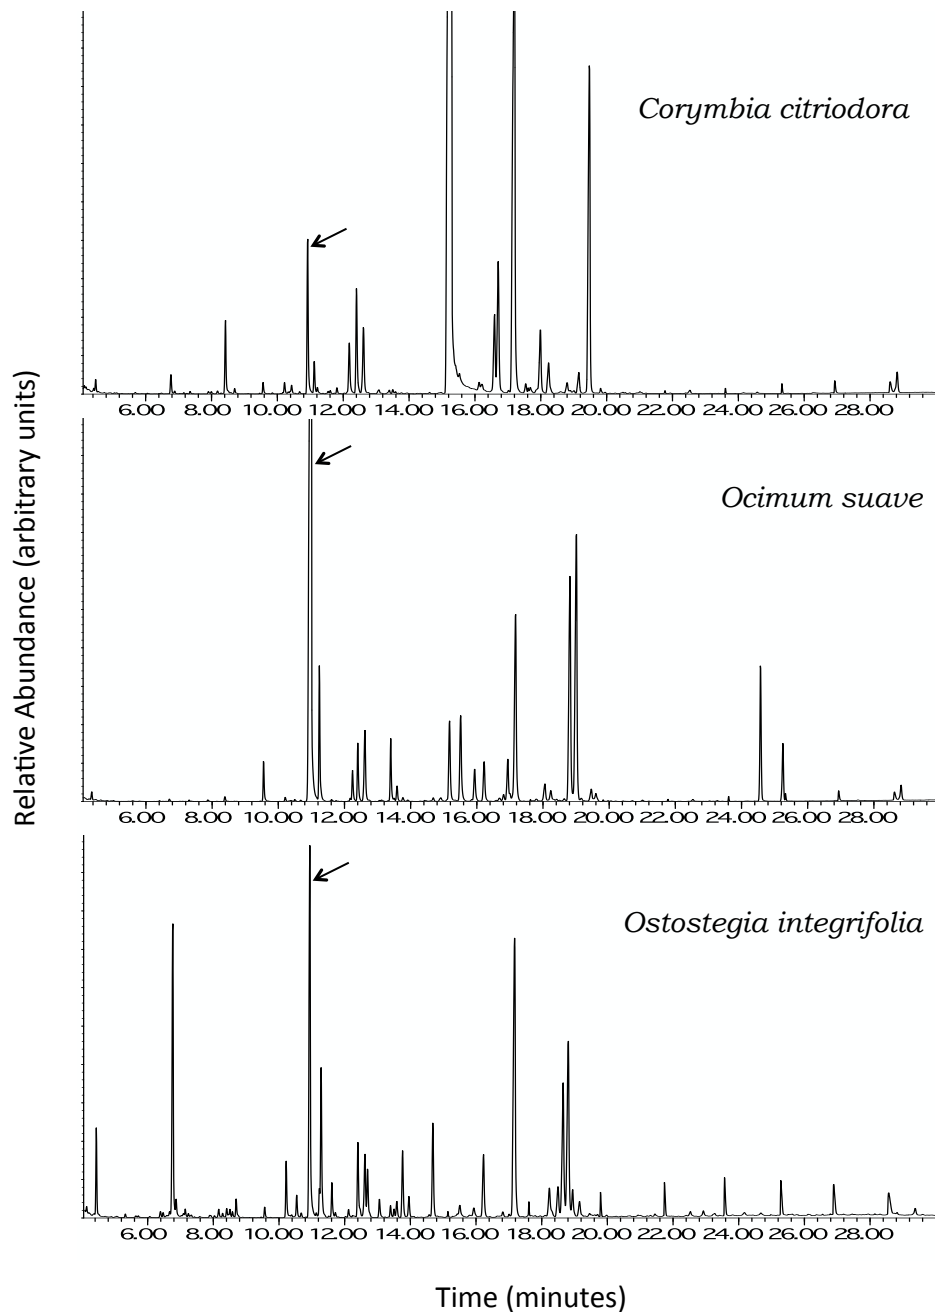 Corymbia citriodora
6.00 8.00 10.00 12.00 14.00 16.00 18.00 20.00 22.00 24.00 26.00 28.00
Relative Abundance (arbitrary units)
Ocimum suave
6.00 8.00 10.00 12.00 14.00 16.00 18.00 20.00 22.00 24.00 26.00 28.00
Ostostegia integrifolia
6.00 8.00 10.00 12.00 14.00 16.00 18.00 20.00 22.00 24.00 26.00 28.00
Time (minutes)